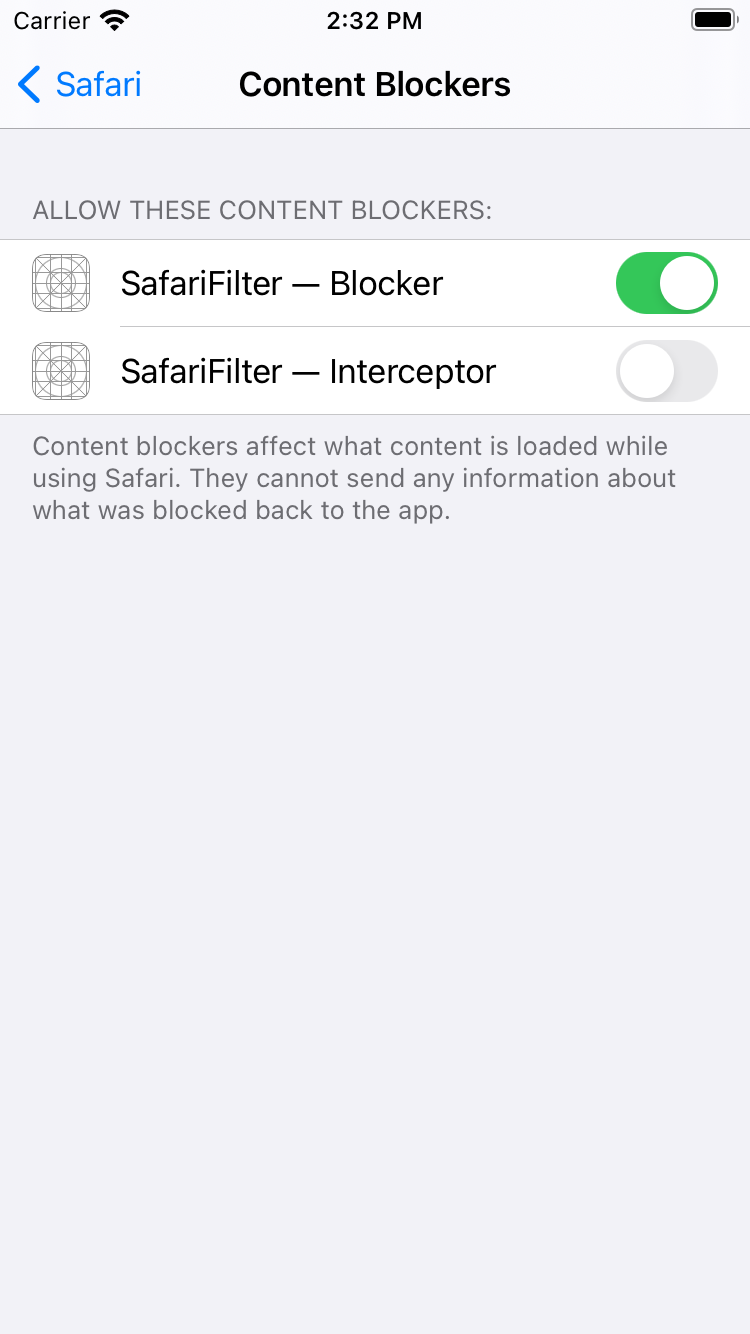 Carrier 2:32 PM
Safari Content Blockers
ALLOW THESE CONTENT BLOCKERS:
SafariFilter — Blocker
SafariFilter — Interceptor
Content blockers affect what content is loaded while
using Safari. They cannot send any information about
what was blocked back to the app.